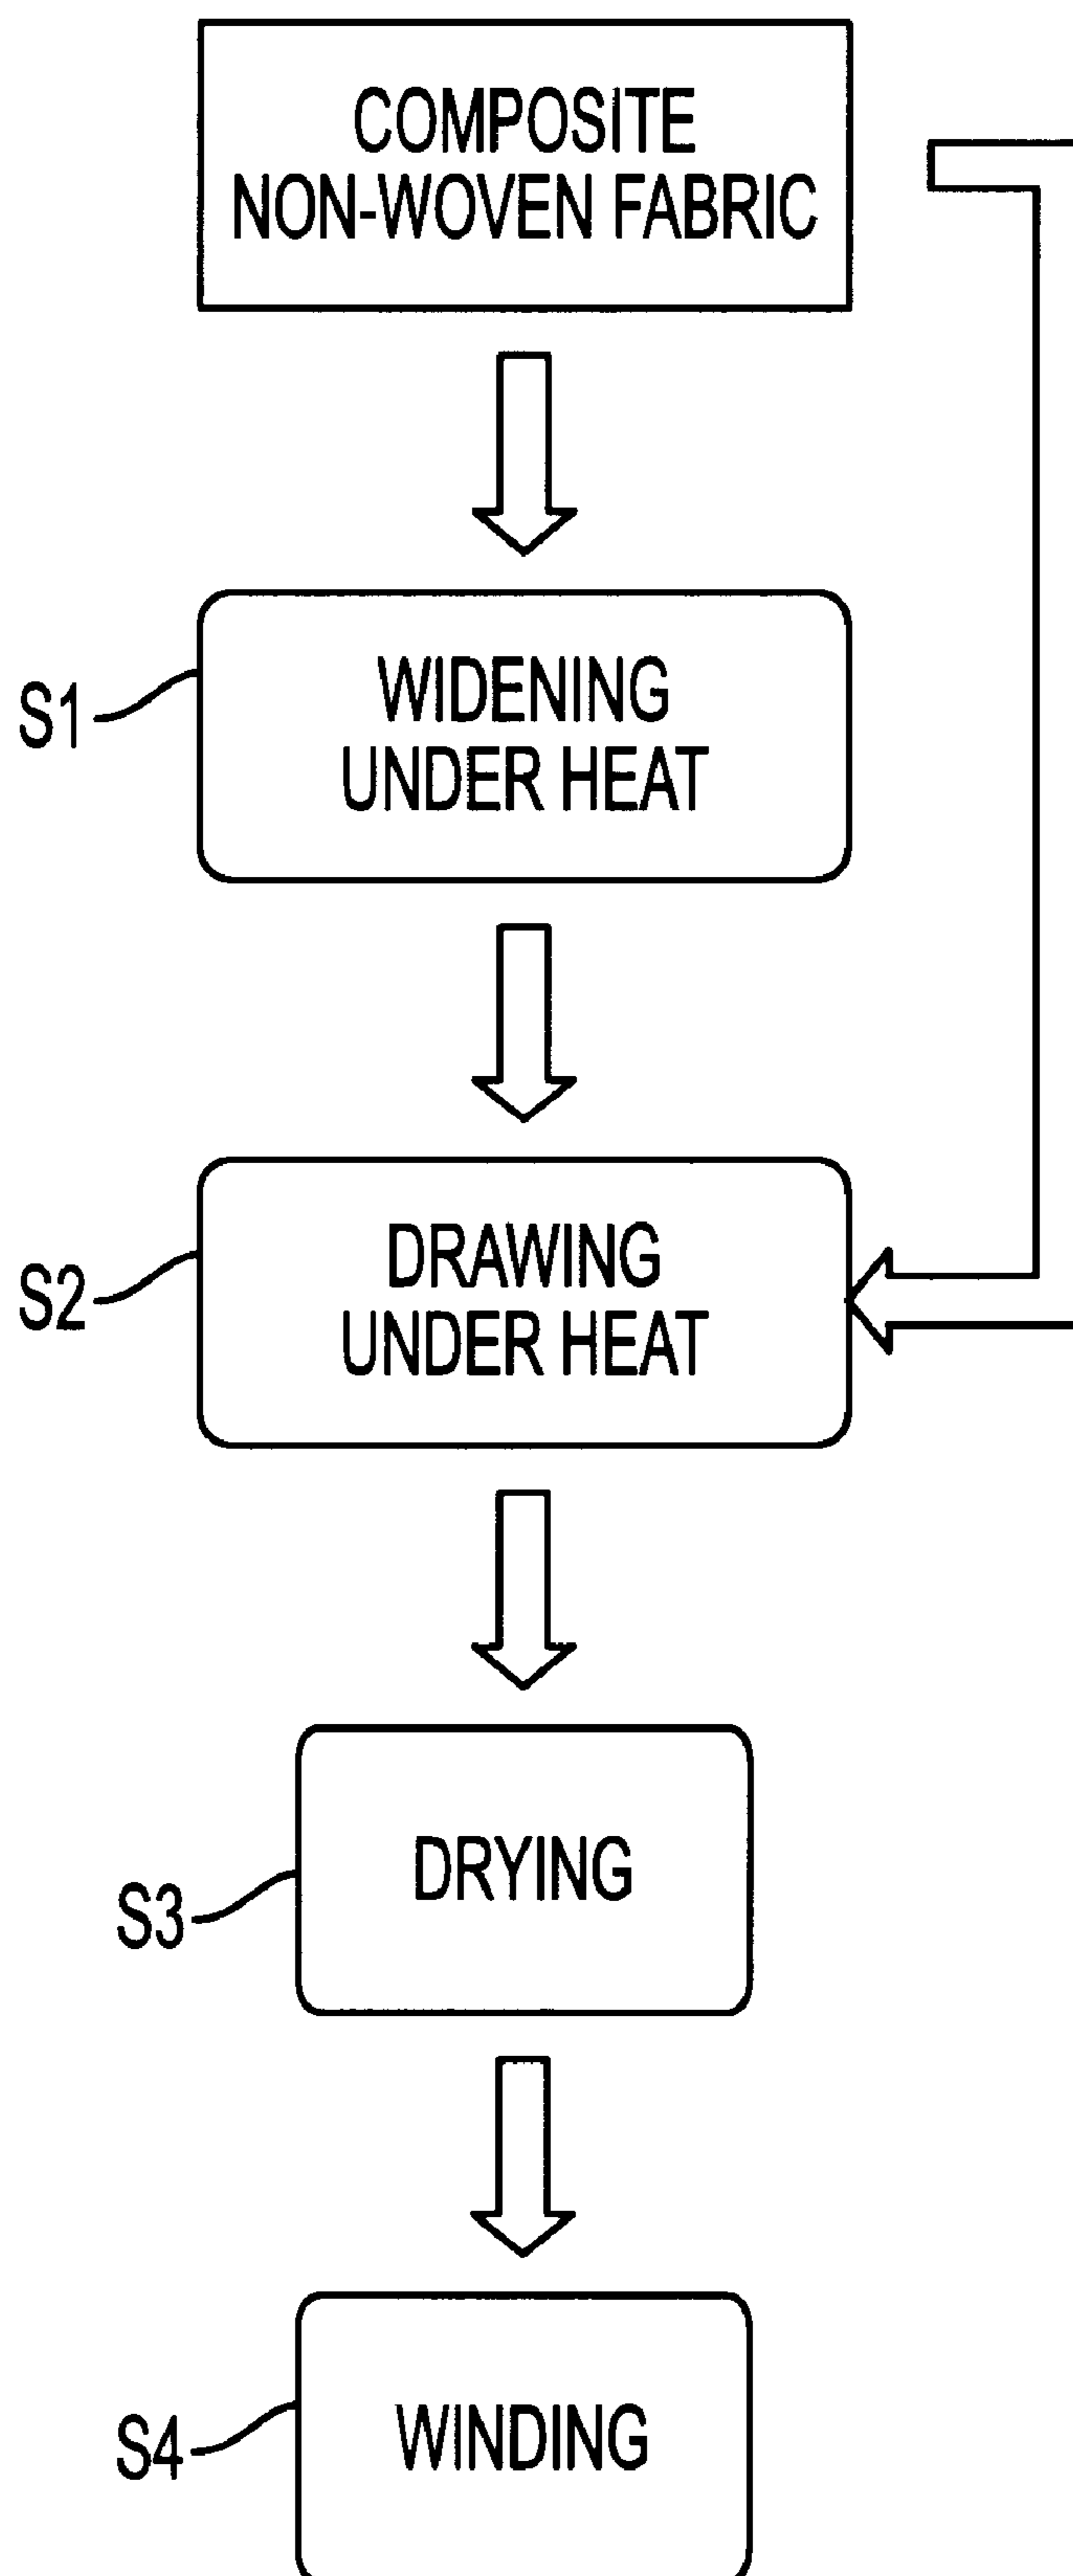 COMPOSITE
NON-WOVEN FABRIC
S1
WIDENING
UNDER HEAT
S2
DRAWING
UNDER HEAT
S3
DRYING
S4
WINDING